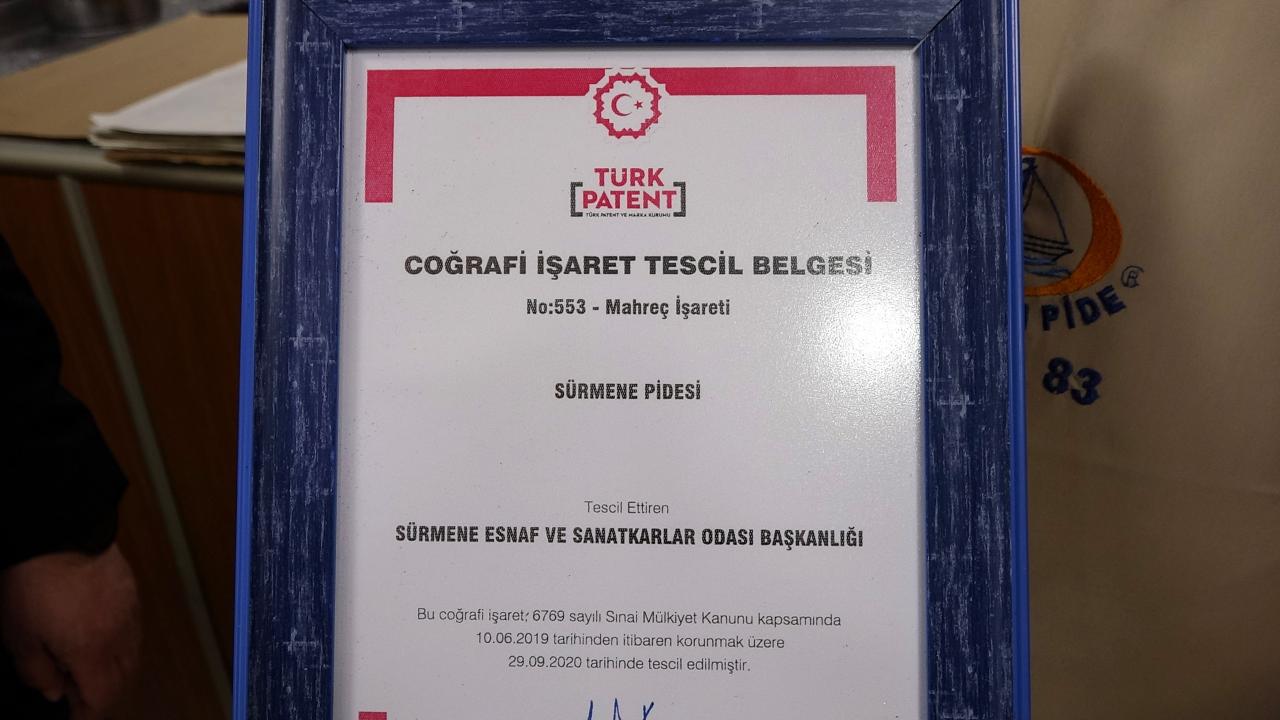 TÜRK
PATENT
TÜRK PATENT VE MARKA KURUMU
COĞRAFİ İŞARET TESCİL BELGESİ
No:553 - Mahreç İşareti
SÜRMENE PİDESİ
Tescil Ettiren
SÜRMENE ESNAF VE SANATKARLAR ODASI BAŞKANLIĞI
Bu coğrafi işaret; 6769 sayılı Sınai Mülkiyet Kanunu kapsamında
10.06.2019 tarihinden itibaren korunmak üzere
29.09.2020 tarihinde tescil edilmiştir.
PİDE
83